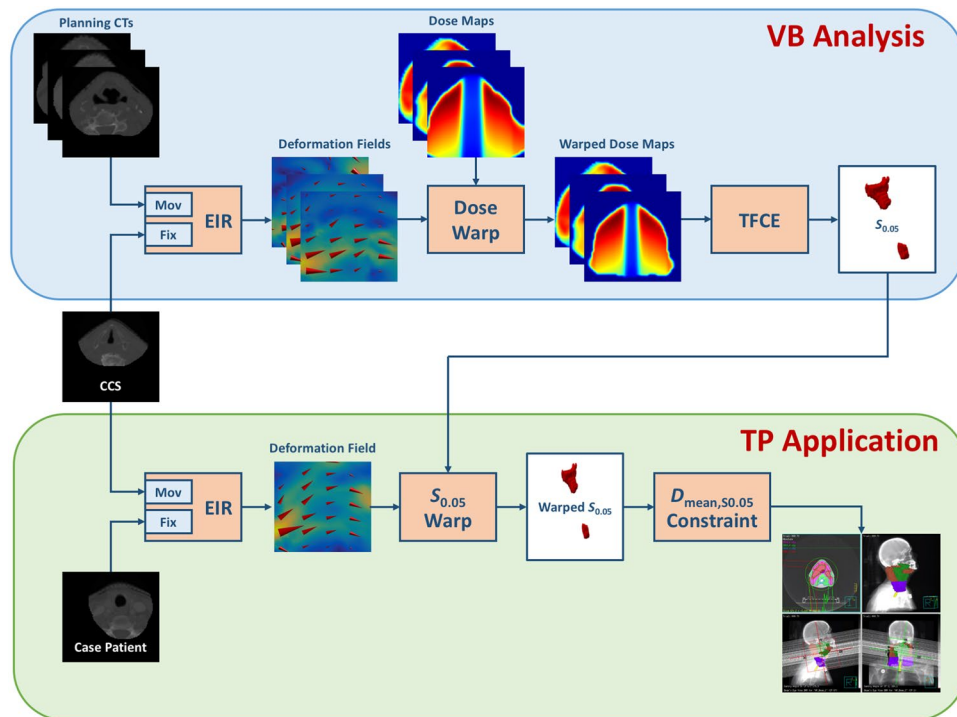 Planning CTs
Dose Maps
VB Analysis
Deformation Fields
Warped Dose Maps
Mov
Fix
EIR
Dose
Warp
TFCE
S0.05
CCS
TP Application
Deformation Field
Mov
Fix
EIR
S0.05
Warp
Warped S0.05
Dmean,S0.05
Constraint
Case Patient